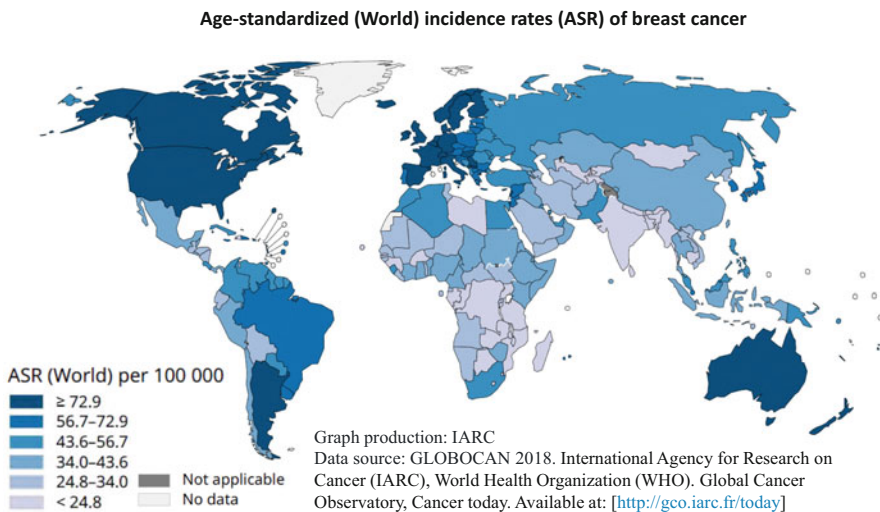 Age-standardized (World) incidence rates (ASR) of breast cancer
ASR (World) per 100 000
≥ 72.9
56.7–72.9
43.6–56.7
34.0–43.6
24.8–34.0
< 24.8
Not applicable
No data
Graph production: IARC
Data source: GLOBOCAN 2018. International Agency for Research on
Cancer (IARC), World Health Organization (WHO). Global Cancer
Observatory, Cancer today. Available at: [http://gco.iarc.fr/today]